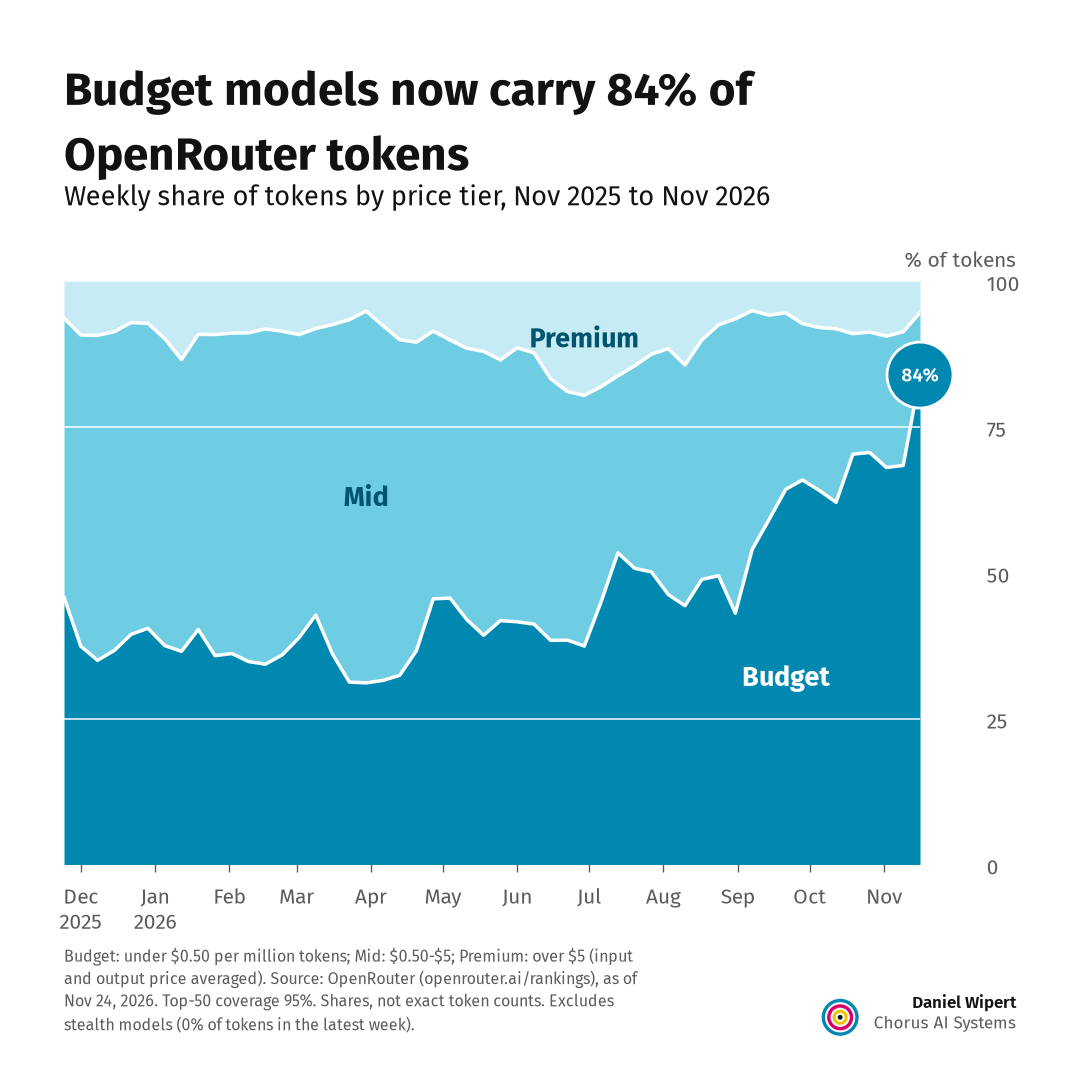 Budget models now carry 84% of
OpenRouter tokens
Weekly share of tokens by price tier, Nov 2025 to Nov 2026
% of tokens
100
Premium
84%
75
Mid
50
Budget
25
0
Dec Jan Feb Mar Apr May Jun Jul Aug Sep Oct Nov
2025 2026
Budget: under $0.50 per million tokens; Mid: $0.50-$5; Premium: over $5 (input
and output price averaged). Source: OpenRouter (openrouter.ai/rankings), as of
Nov 24, 2026. Top-50 coverage 95%. Shares, not exact token counts. Excludes
stealth models (0% of tokens in the latest week).
Daniel Wipert
Chorus AI Systems